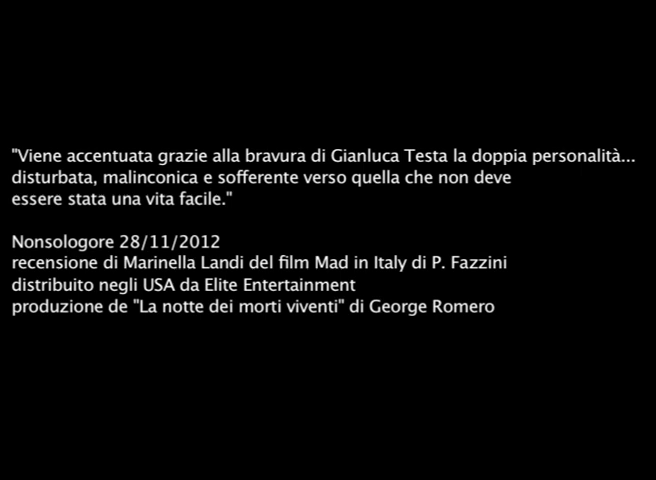 "Viene accentuata grazie alla bravura di Gianluca Testa la doppia personalità...
disturbata, malinconica e sofferente verso quella che non deve
essere stata una vita facile."
Nonsologore 28/11/2012
recensione di Marinella Landi del film Mad in Italy di P. Fazzini
distribuito negli USA da Elite Entertainment
produzione de "La notte dei morti viventi" di George Romero